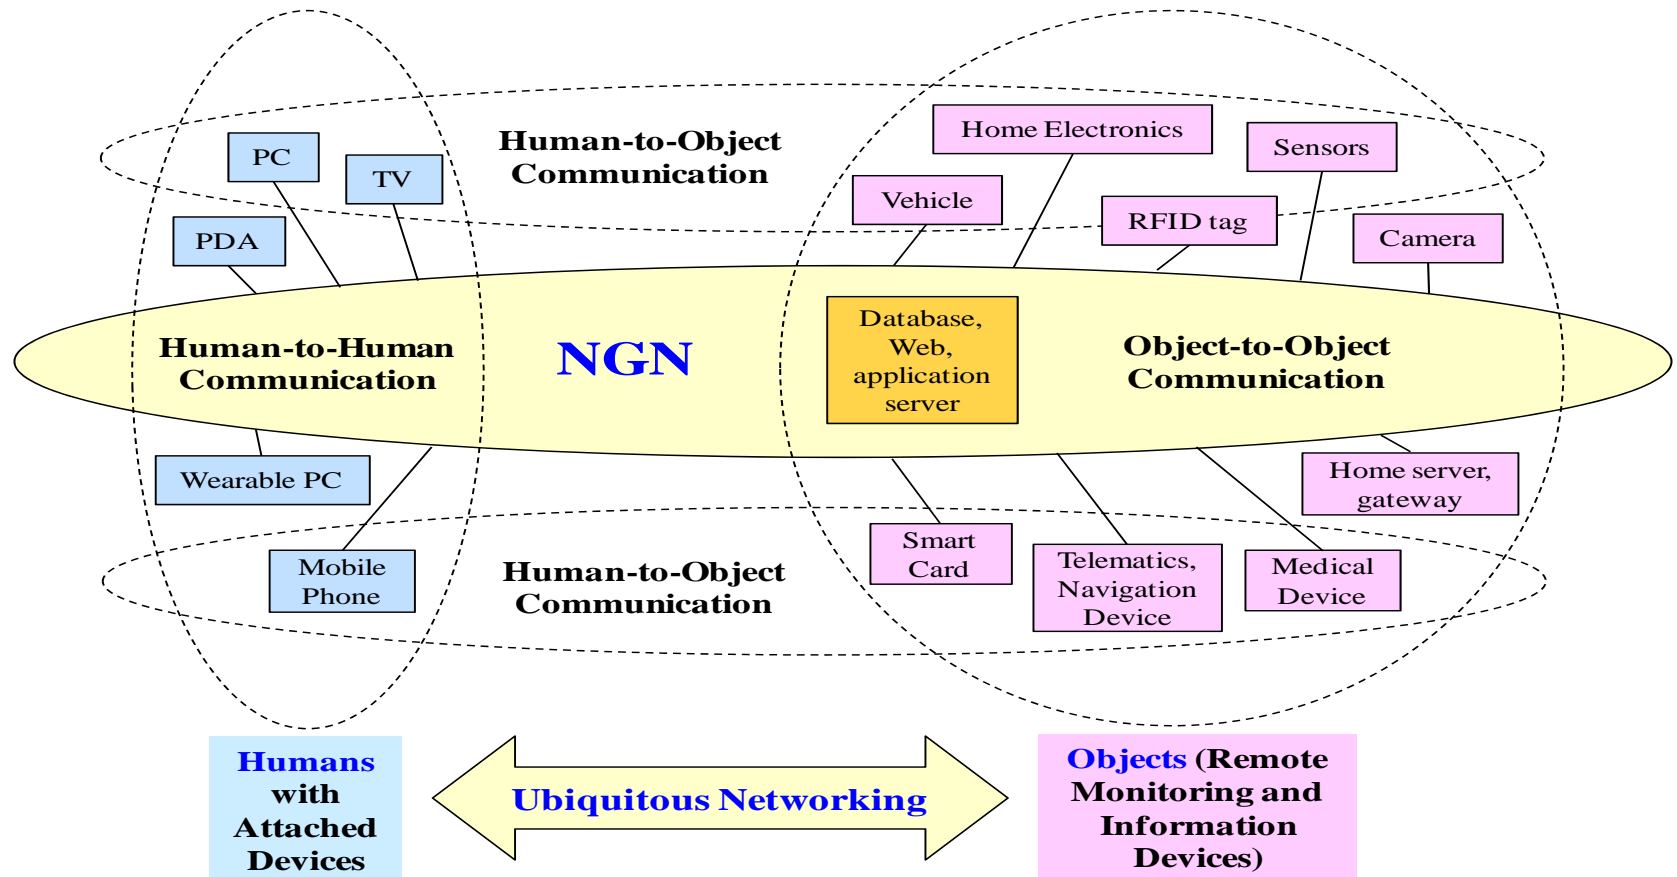 Human-to-Object
Communication
PC
TV
PDA
Home Electronics
Sensors
Vehicle
RFID tag
Camera
Human-to-Human
Communication
NGN
Database,
Web,
application
server
Object-to-Object
Communication
Wearable PC
Mobile
Phone
Human-to-Object
Communication
Smart
Card
Telematics,
Navigation
Device
Medical
Device
Home server,
gateway
Humans
with
Attached
Devices
Ubiquitous Networking
Objects (Remote
Monitoring and
Information
Devices)